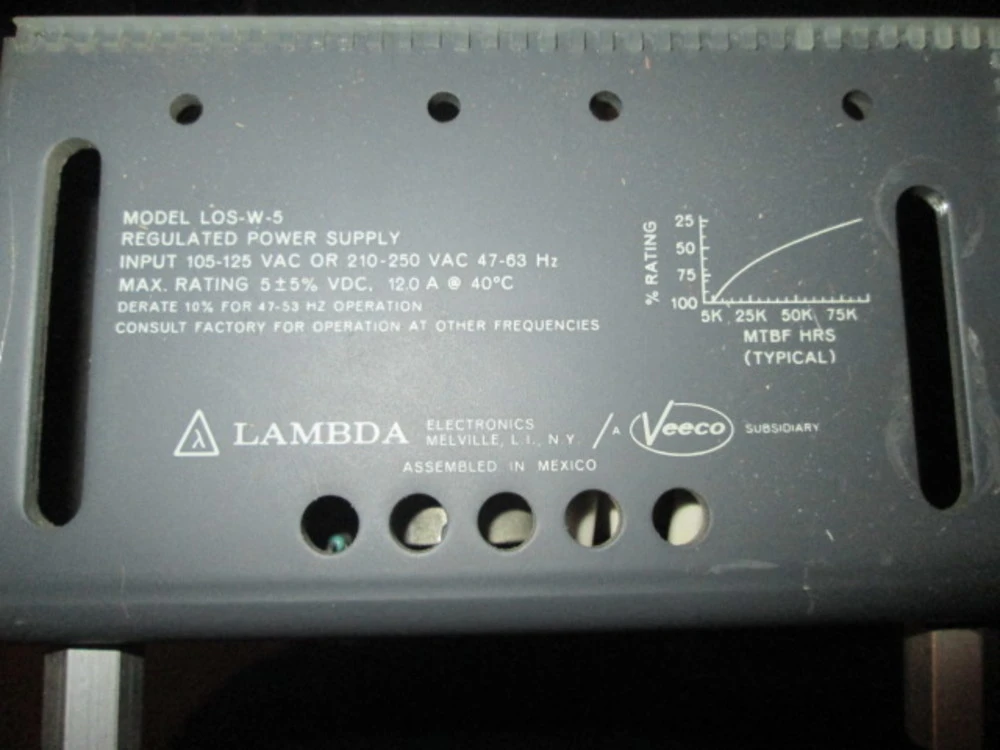 MODEL LOS-W-5
REGULATED POWER SUPPLY
INPUT 105-125 VAC OR 210-250 VAC 47-63 Hz
MAX. RATING 5±5% VDC, 12.0 A @ 40°C
DERATE 10% FOR 47-53 HZ OPERATION
CONSULT FACTORY FOR OPERATION AT OTHER FREQUENCIES
% RATING
25
50
75
100
5K 25K 50K 75K
MTBF HRS
(TYPICAL)
λ LAMBDA ELECTRONICS
MELVILLE, L.I., N.Y. / A Veeco SUBSIDIARY
ASSEMBLED IN MEXICO